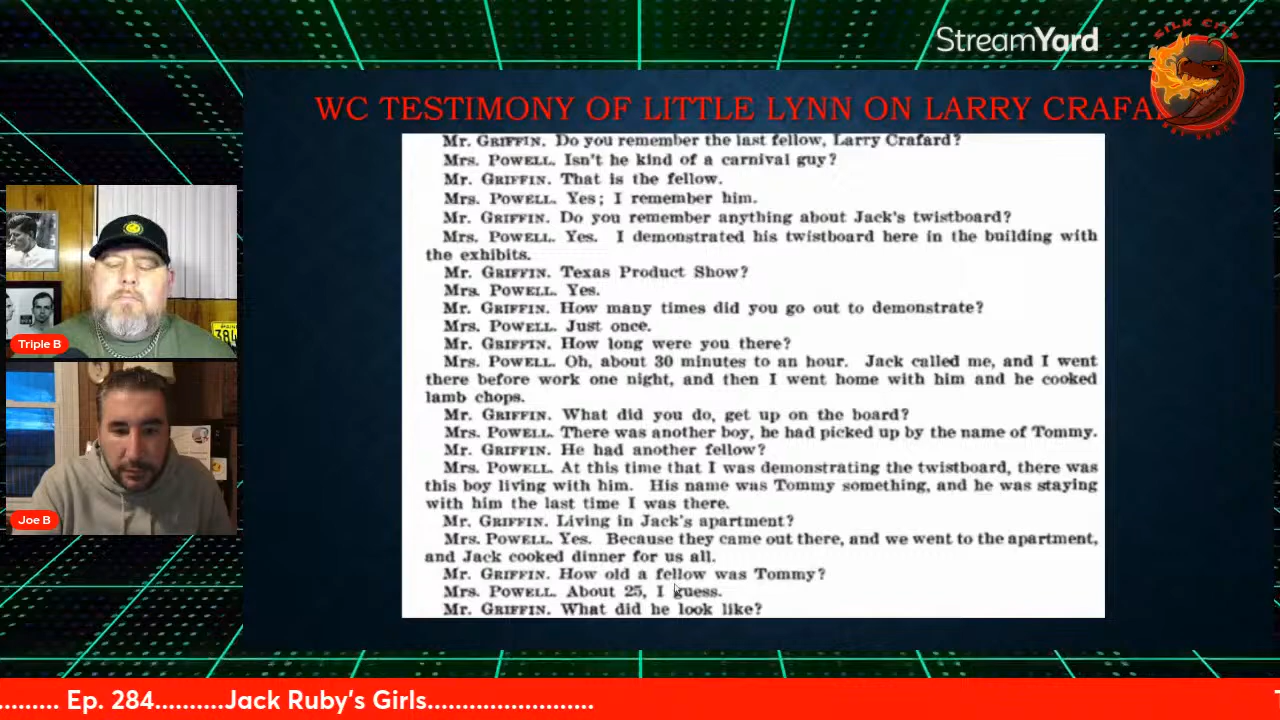 StreamYard
SILK CITY
WC TESTIMONY OF LITTLE LYNN ON LARRY CRAFA
Mr. GRIFFIN. Do you remember the last fellow, Larry Crafard?
Mrs. POWELL. Isn't he kind of a carnival guy?
Mr. GRIFFIN. That is the fellow.
Mrs. POWELL. Yes; I remember him.
Mr. GRIFFIN. Do you remember anything about Jack's twistboard?
Mrs. POWELL. Yes. I demonstrated his twistboard here in the building with
the exhibits.
Mr. GRIFFIN. Texas Product Show?
Mrs. POWELL. Yes.
Mr. GRIFFIN. How many times did you go out to demonstrate?
Mrs. POWELL. Just once.
Mr. GRIFFIN. How long were you there?
Mrs. POWELL. Oh, about 30 minutes to an hour. Jack called me, and I went
there before work one night, and then I went home with him and he cooked
lamb chops.
Mr. GRIFFIN. What did you do, get up on the board?
Mrs. POWELL. There was another boy, he had picked up by the name of Tommy.
Mr. GRIFFIN. He had another fellow?
Mrs. POWELL. At this time that I was demonstrating the twistboard, there was
this boy living with him. His name was Tommy something, and he was staying
with him the last time I was there.
Mr. GRIFFIN. Living in Jack's apartment?
Mrs. POWELL. Yes. Because they came out there, and we went to the apartment,
and Jack cooked dinner for us all.
Mr. GRIFFIN. How old a fellow was Tommy?
Mrs. POWELL. About 25, I guess.
Mr. GRIFFIN. What did he look like?
Triple B
Joe B
......... Ep. 284..........Jack Ruby's Girls........................